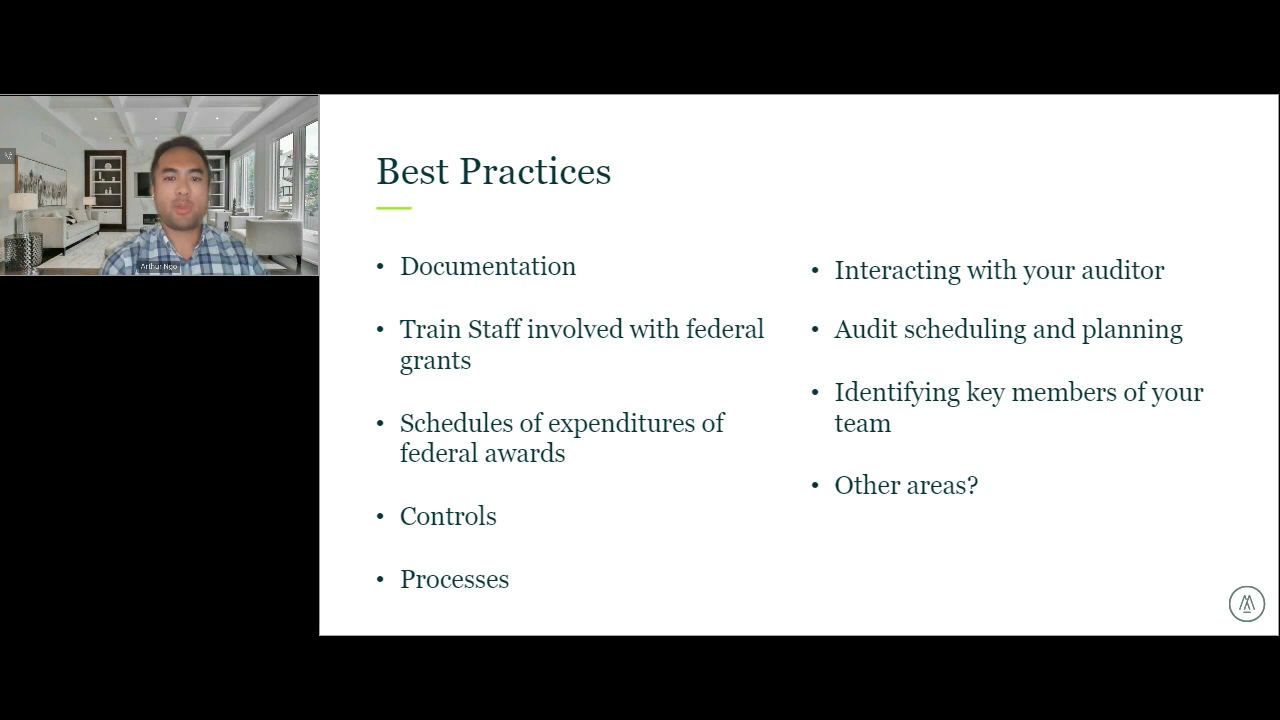 Arthur Ngo
Best Practices
• Documentation
• Train Staff involved with federal
grants
• Schedules of expenditures of
federal awards
• Controls
• Processes
• Interacting with your auditor
• Audit scheduling and planning
• Identifying key members of your
team
• Other areas?